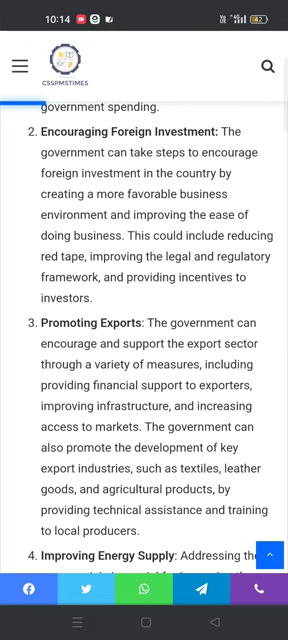 10:14
42
CSSPMSTIMES
government spending.
2. Encouraging Foreign Investment: The
government can take steps to encourage
foreign investment in the country by
creating a more favorable business
environment and improving the ease of
doing business. This could include reducing
red tape, improving the legal and regulatory
framework, and providing incentives to
investors.
3. Promoting Exports: The government can
encourage and support the export sector
through a variety of measures, including
providing financial support to exporters,
improving infrastructure, and increasing
access to markets. The government can
also promote the development of key
export industries, such as textiles, leather
goods, and agricultural products, by
providing technical assistance and training
to local producers.
4. Improving Energy Supply: Addressing the